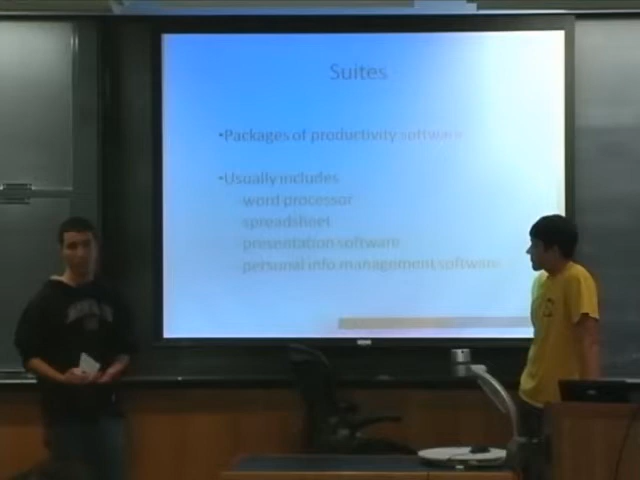 Suites
•Packages of productivity software
•Usually includes
word processor
spreadsheet
presentation software
personal info management software